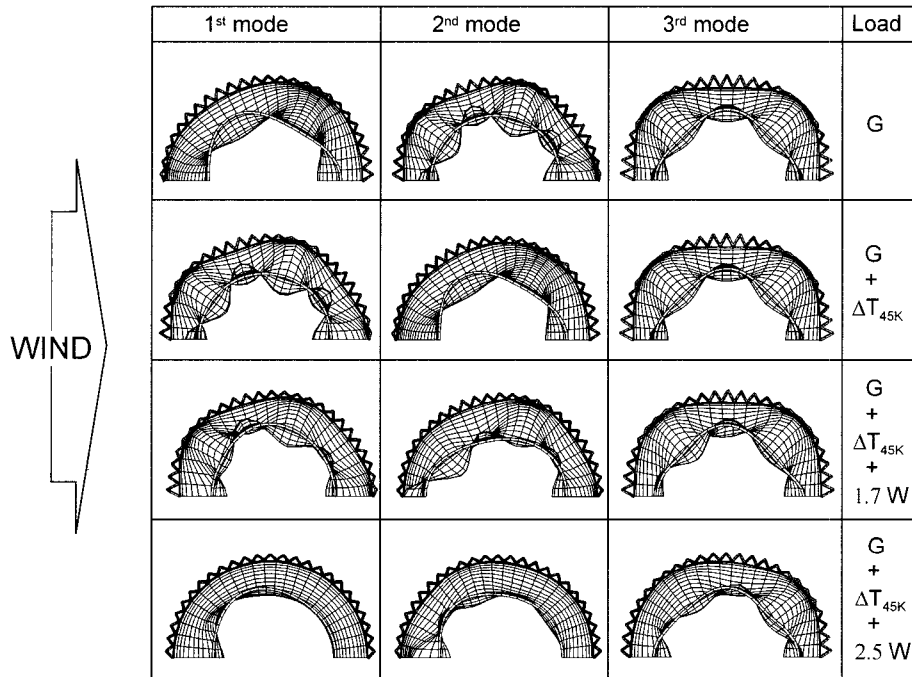 1st mode 2nd mode 3rd mode Load
G
WIND
G
+
ΔT45K
G
+
ΔT45K
+
1.7 W
G
+
ΔT45K
+
2.5 W